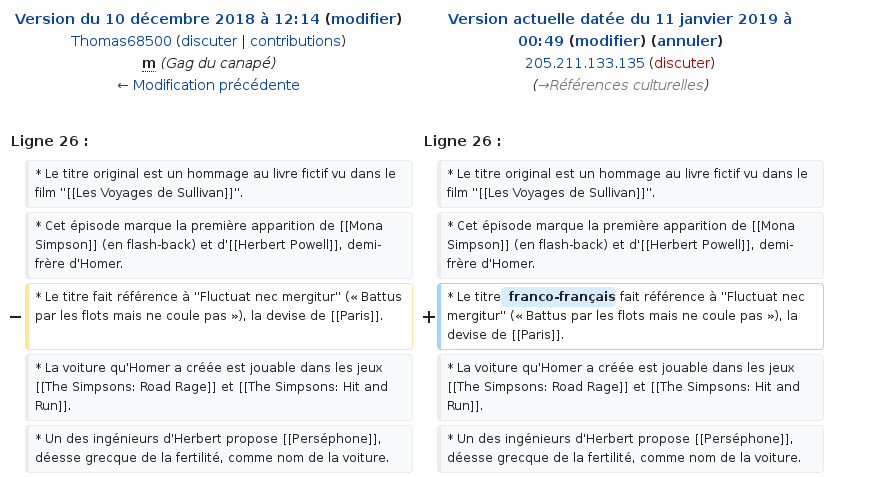 Version du 10 décembre 2018 à 12:14 (modifier)
Thomas68500 (discuter | contributions)
m (Gag du canapé)
← Modification précédente
Version actuelle datée du 11 janvier 2019 à
00:49 (modifier) (annuler)
205.211.133.135 (discuter)
(→Références culturelles)
Ligne 26 :
* Le titre original est un hommage au livre fictif vu dans le
film ''[[Les Voyages de Sullivan]]''.
* Cet épisode marque la première apparition de [[Mona
Simpson]] (en flash-back) et d'[[Herbert Powell]], demi-
frère d'Homer.
− * Le titre fait référence à ''Fluctuat nec mergitur'' (« Battus
par les flots mais ne coule pas »), la devise de [[Paris]].
* La voiture qu'Homer a créée est jouable dans les jeux
[[The Simpsons: Road Rage]] et [[The Simpsons: Hit and
Run]].
* Un des ingénieurs d'Herbert propose [[Perséphone]],
déesse grecque de la fertilité, comme nom de la voiture.
Ligne 26 :
* Le titre original est un hommage au livre fictif vu dans le
film ''[[Les Voyages de Sullivan]]''.
* Cet épisode marque la première apparition de [[Mona
Simpson]] (en flash-back) et d'[[Herbert Powell]], demi-
frère d'Homer.
+ * Le titre franco-français fait référence à ''Fluctuat nec
mergitur'' (« Battus par les flots mais ne coule pas »), la
devise de [[Paris]].
* La voiture qu'Homer a créée est jouable dans les jeux
[[The Simpsons: Road Rage]] et [[The Simpsons: Hit and
Run]].
* Un des ingénieurs d'Herbert propose [[Perséphone]],
déesse grecque de la fertilité, comme nom de la voiture.